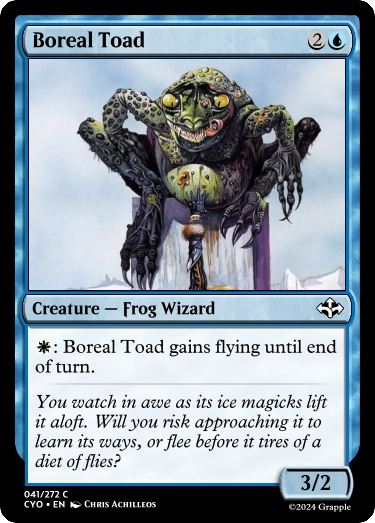 Boreal Toad 2
: Boreal Toad gains flying until end
of turn.
Creature — Frog Wizard
You watch in awe as its ice magicks lift
it aloft. Will you risk approaching it to
learn its ways, or flee before it tires of a
diet of flies?
3/2
041/272 C
CYO • EN Chris Achilleos
©2024 Grapple